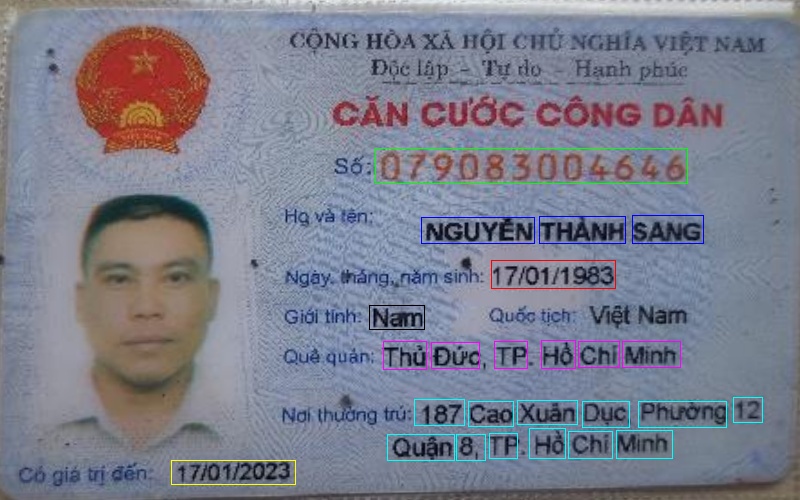 CỘNG HÒA XÃ HỘI CHỦ NGHĨA VIỆT NAM
Độc lập - Tự do - Hạnh phúc
CĂN CƯỚC CÔNG DÂN
Số: 079083004646
Họ và tên: NGUYỄN THÀNH SANG
Ngày, tháng, năm sinh: 17/01/1983
Giới tính: Nam Quốc tịch: Việt Nam
Quê quán: Thủ Đức, TP. Hồ Chí Minh
Nơi thường trú: 187 Cao Xuân Dục Phường 12
Quận 8, TP. Hồ Chí Minh
Có giá trị đến: 17/01/2023